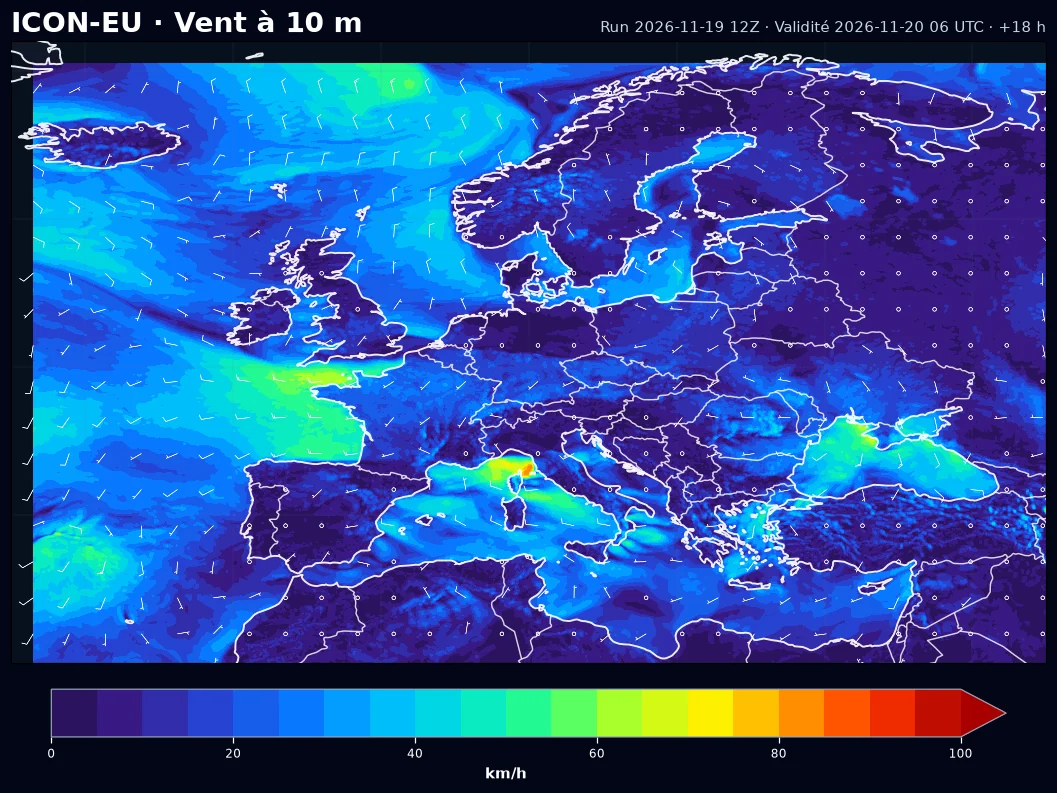 ICON-EU · Vent à 10 m
Run 2026-11-19 12Z · Validité 2026-11-20 06 UTC · +18 h
0 20 40 60 80 100
km/h